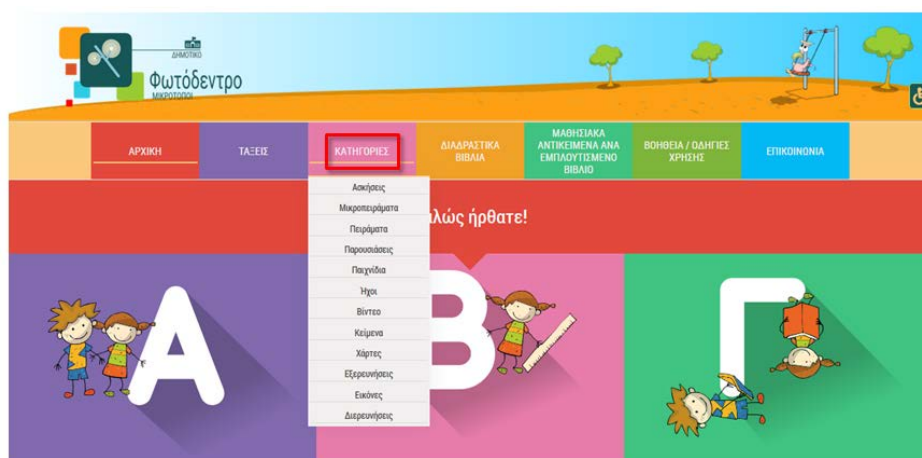 ΔΗΜΟΤΙΚΟ
Φωτόδεντρο
ΜΙΚΡΟΤΟΠΟΙ
ΑΡΧΙΚΗ
ΤΑΞΕΙΣ
ΚΑΤΗΓΟΡΙΕΣ
ΔΙΑΔΡΑΣΤΙΚΑ
ΒΙΒΛΙΑ
ΜΑΘΗΣΙΑΚΑ
ΑΝΤΙΚΕΙΜΕΝΑ ΑΝΑ
ΕΜΠΛΟΥΤΙΣΜΕΝΟ
ΒΙΒΛΙΟ
ΒΟΗΘΕΙΑ / ΟΔΗΓΙΕΣ
ΧΡΗΣΗΣ
ΕΠΙΚΟΙΝΩΝΙΑ
Ασκήσεις
Μικροπειράματα
Πειράματα
Παρουσιάσεις
Παιχνίδια
Ήχοι
Βίντεο
Κείμενα
Χάρτες
Εξερευνήσεις
Εικόνες
Διερευνήσεις
λώς ήρθατε!
Α
Β
Γ